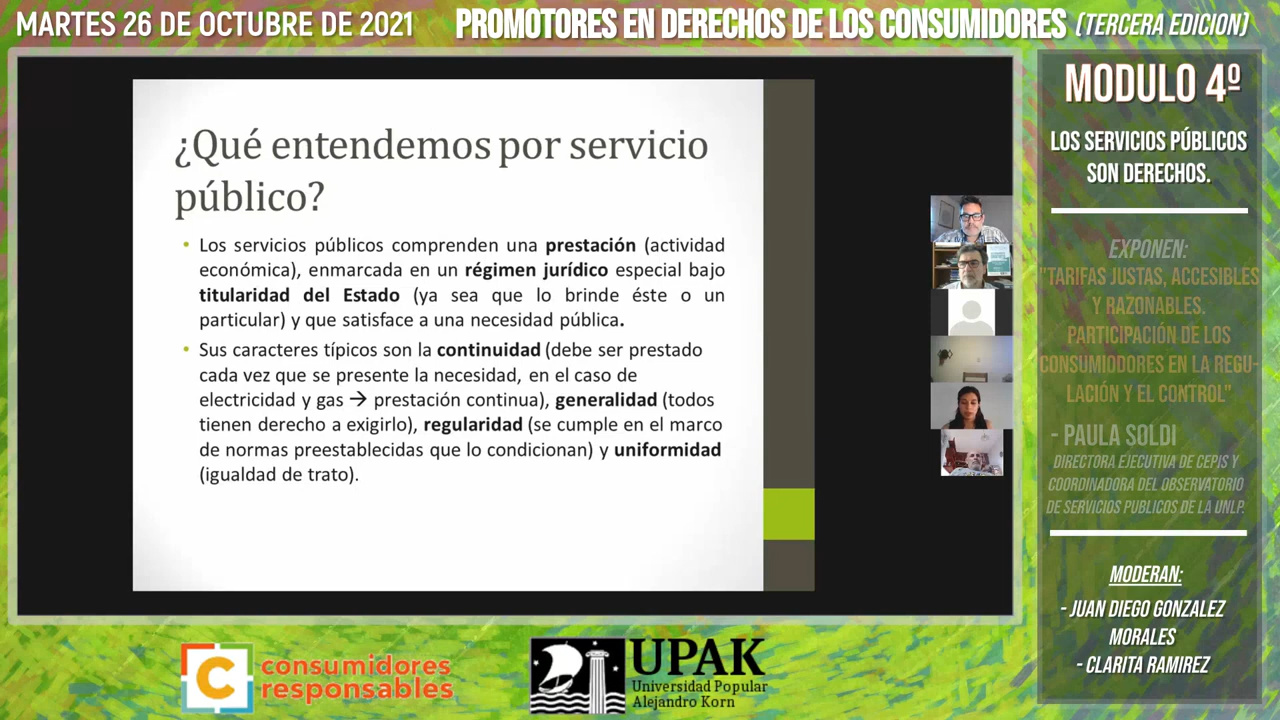 MARTES 26 DE OCTUBRE DE 2021
PROMOTORES EN DERECHOS DE LOS CONSUMIDORES (TERCERA EDICION)
¿Qué entendemos por servicio
público?
• Los servicios públicos comprenden una prestación (actividad
económica), enmarcada en un régimen jurídico especial bajo
titularidad del Estado (ya sea que lo brinde éste o un
particular) y que satisface a una necesidad pública.
• Sus caracteres típicos son la continuidad (debe ser prestado
cada vez que se presente la necesidad, en el caso de
electricidad y gas → prestación continua), generalidad (todos
tienen derecho a exigirlo), regularidad (se cumple en el marco
de normas preestablecidas que lo condicionan) y uniformidad
(igualdad de trato).
MODULO 4º
LOS SERVICIOS PÚBLICOS
SON DERECHOS.
EXPONEN:
"TARIFAS JUSTAS, ACCESIBLES
Y RAZONABLES.
PARTICIPACIÓN DE LOS
CONSUMIODORES EN LA REGU-
LACIÓN Y EL CONTROL"
- PAULA SOLDI
DIRECTORA EJECUTIVA DE CEPIS Y
COORDINADORA DEL OBSERVATORIO
DE SERVICIOS PUBLICOS DE LA UNLP.
MODERAN:
- JUAN DIEGO GONZALEZ
MORALES
- CLARITA RAMIREZ
C
consumidores
responsables
UPAK
Universidad Popular
Alejandro Korn